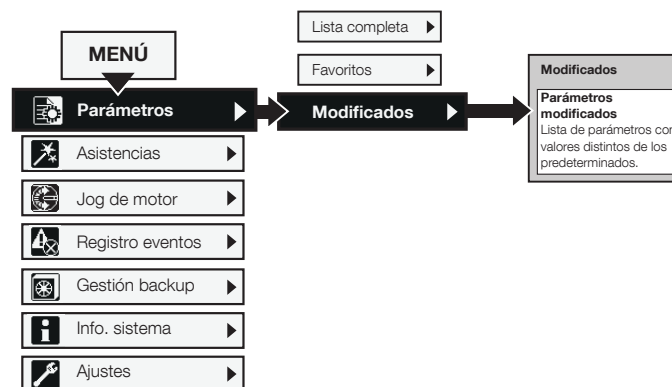 Lista completa
MENÚ
Favoritos
Parámetros
Modificados
Modificados
Parámetros
modificados
Lista de parámetros con
valores distintos de los
predeterminados.
Asistencias
Jog de motor
Registro eventos
Gestión backup
Info. sistema
Ajustes